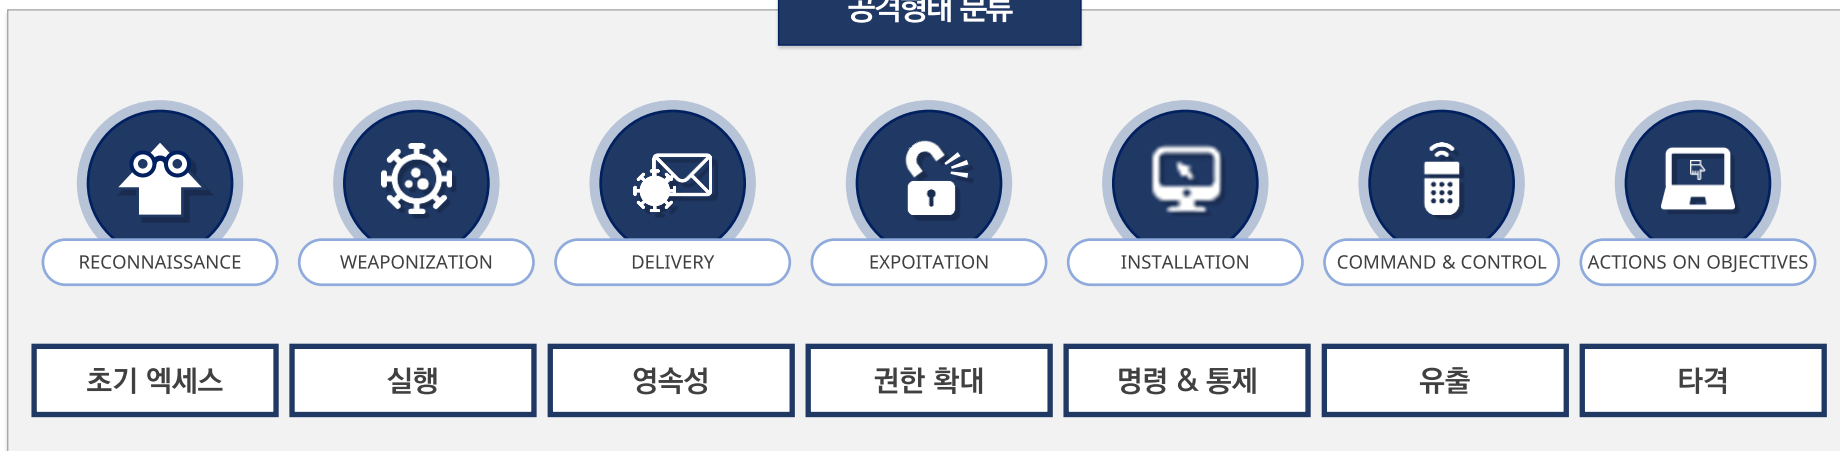 공격형태 분류
RECONNAISSANCE
WEAPONIZATION
DELIVERY
EXPOITATION
INSTALLATION
COMMAND & CONTROL
ACTIONS ON OBJECTIVES
초기 엑세스
실행
영속성
권한 확대
명령 & 통제
유출
타격